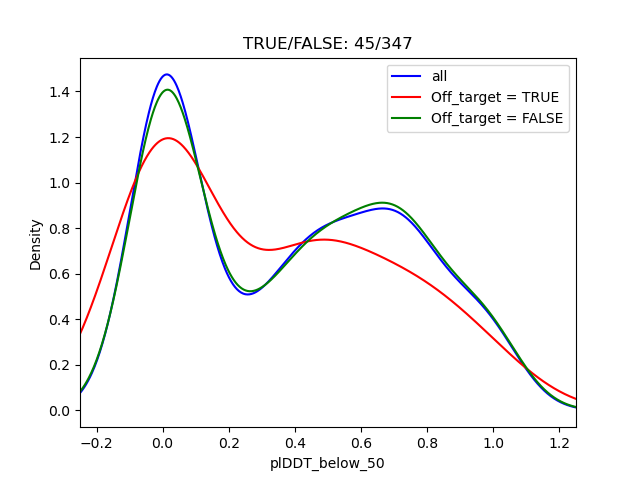 TRUE/FALSE: 45/347
all
Off_target = TRUE
Off_target = FALSE
Density
1.4
1.2
1.0
0.8
0.6
0.4
0.2
0.0
−0.2 0.0 0.2 0.4 0.6 0.8 1.0 1.2
plDDT_below_50